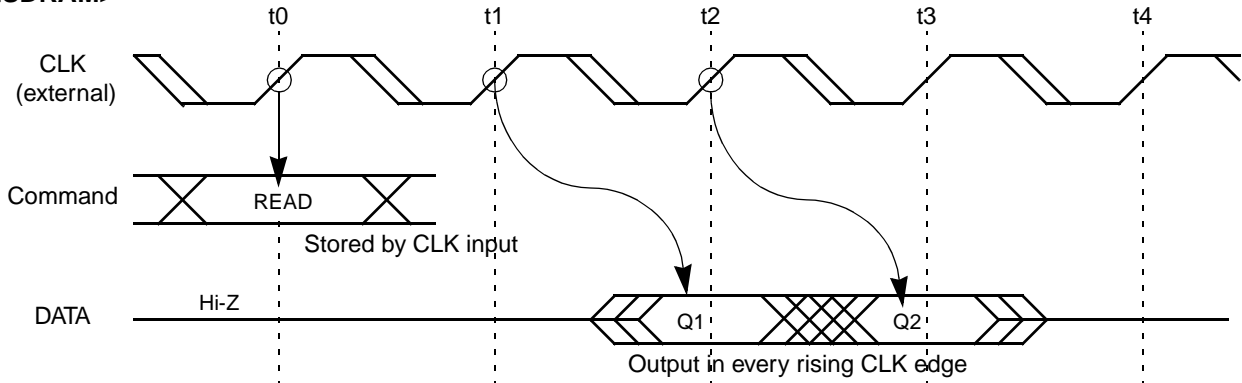 t0 t1 t2 t3 t4
CLK
(external)
Command
READ
Stored by CLK input
Hi-Z
DATA
Q1 Q2
Output in every rising CLK edge